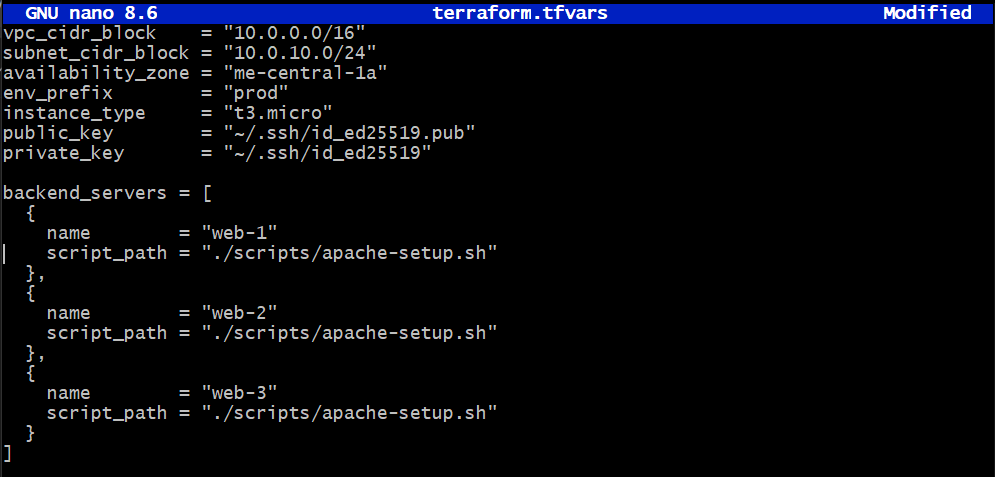 GNU nano 8.6 terraform.tfvars Modified
vpc_cidr_block    = "10.0.0.0/16"
subnet_cidr_block = "10.0.10.0/24"
availability_zone = "me-central-1a"
env_prefix        = "prod"
instance_type     = "t3.micro"
public_key        = "~/.ssh/id_ed25519.pub"
private_key       = "~/.ssh/id_ed25519"

backend_servers = [
  {
    name        = "web-1"
    script_path = "./scripts/apache-setup.sh"
  },
  {
    name        = "web-2"
    script_path = "./scripts/apache-setup.sh"
  },
  {
    name        = "web-3"
    script_path = "./scripts/apache-setup.sh"
  }
]